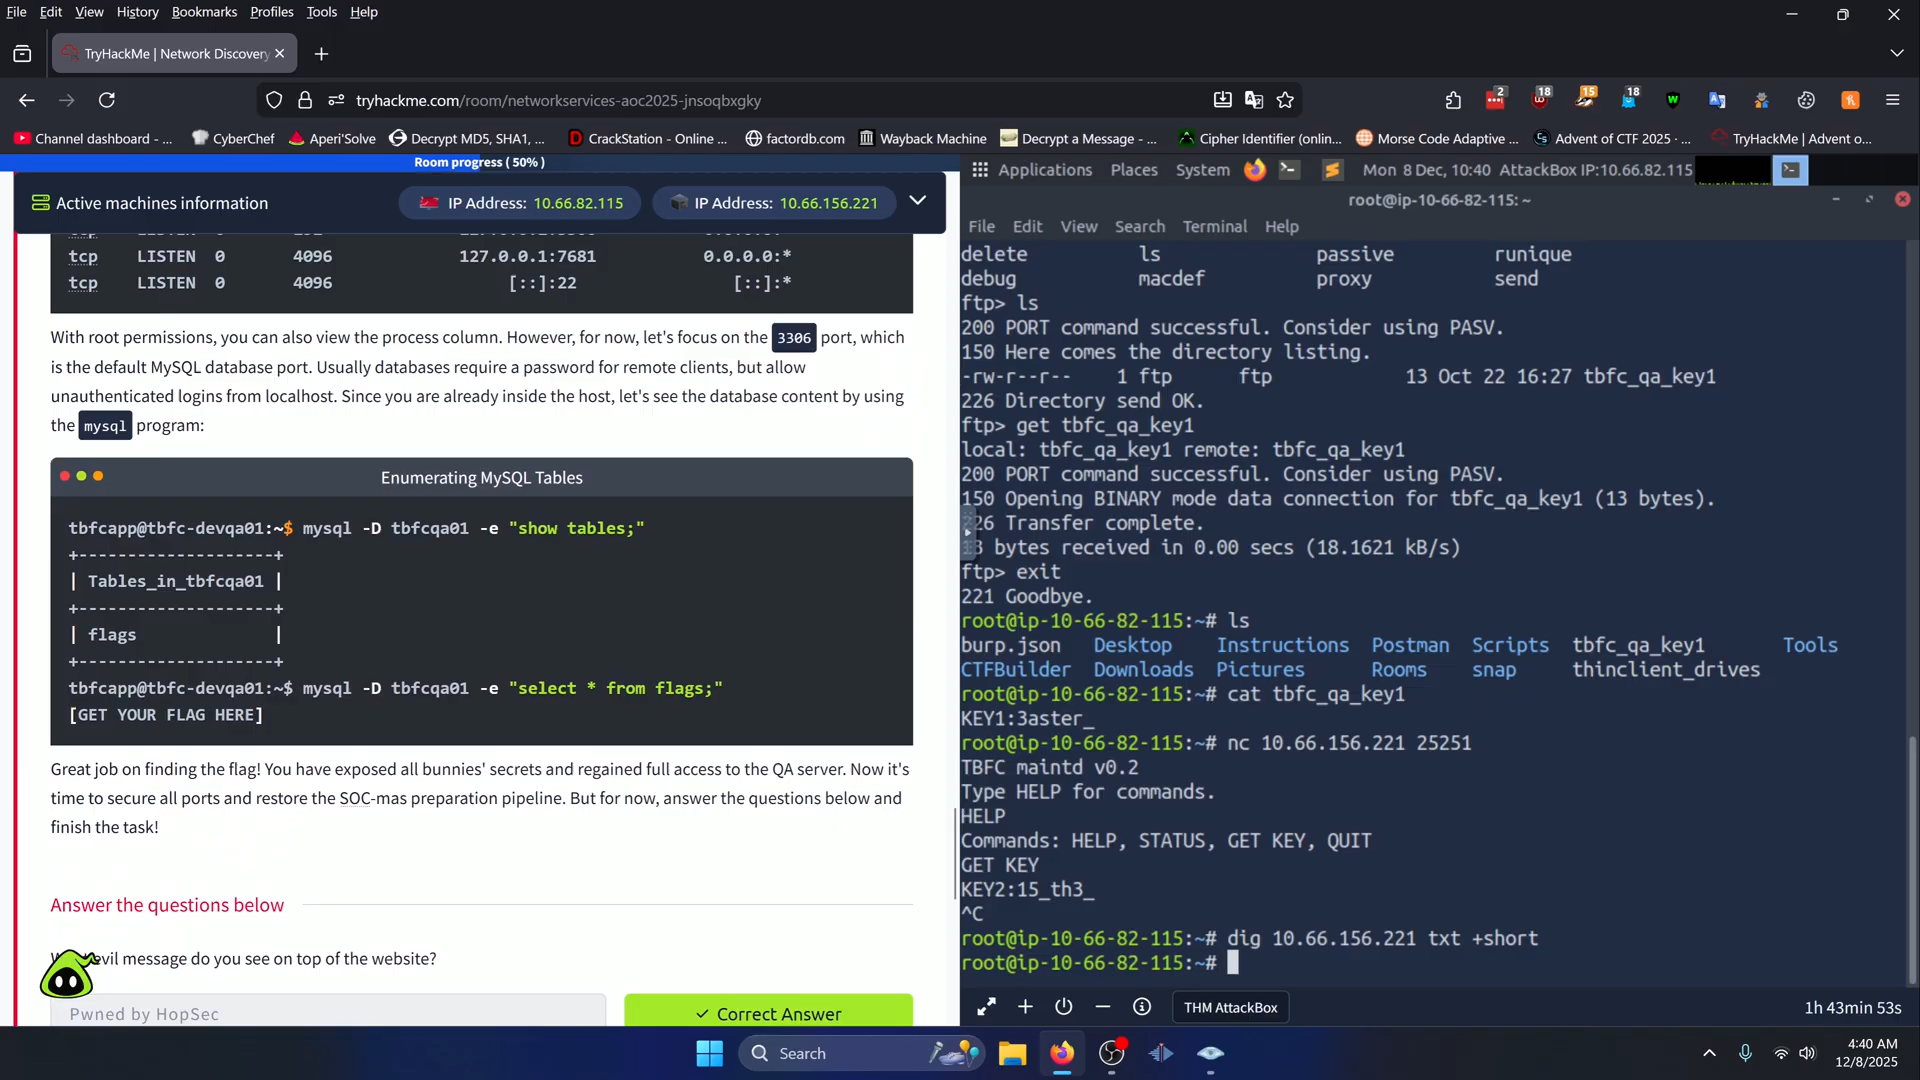 File Edit View History Bookmarks Profiles Tools Help
TryHackMe | Network Discovery
tryhackme.com/room/networkservices-aoc2025-jnsoqbxgky
2 18 15 18
Channel dashboard - ... CyberChef Aperi'Solve Decrypt MD5, SHA1, ... CrackStation - Online ... factordb.com Wayback Machine Decrypt a Message - ... Cipher Identifier (onlin... Morse Code Adaptive ... Advent of CTF 2025 · ... TryHackMe | Advent o...
Room progress ( 50% )
Active machines information IP Address: 10.66.82.115 IP Address: 10.66.156.221
tcp LISTEN 0 4096 127.0.0.1:7681 0.0.0.0:*
tcp LISTEN 0 4096 [::]:22 [::]:*
With root permissions, you can also view the process column. However, for now, let's focus on the 3306 port, which
is the default MySQL database port. Usually databases require a password for remote clients, but allow
unauthenticated logins from localhost. Since you are already inside the host, let's see the database content by using
the mysql program:
Enumerating MySQL Tables
tbfcapp@tbfc-devqa01:~$ mysql -D tbfcqa01 -e "show tables;"
+--------------------+
| Tables_in_tbfcqa01 |
+--------------------+
| flags              |
+--------------------+
tbfcapp@tbfc-devqa01:~$ mysql -D tbfcqa01 -e "select * from flags;"
[GET YOUR FLAG HERE]
Great job on finding the flag! You have exposed all bunnies' secrets and regained full access to the QA server. Now it's
time to secure all ports and restore the SOC-mas preparation pipeline. But for now, answer the questions below and
finish the task!
Answer the questions below
evil message do you see on top of the website?
Pwned by HopSec
Correct Answer
Applications Places System Mon 8 Dec, 10:40 AttackBox IP:10.66.82.115
root@ip-10-66-82-115: ~
File Edit View Search Terminal Help
delete ls passive runique
debug macdef proxy send
ftp> ls
200 PORT command successful. Consider using PASV.
150 Here comes the directory listing.
-rw-r--r-- 1 ftp ftp 13 Oct 22 16:27 tbfc_qa_key1
226 Directory send OK.
ftp> get tbfc_qa_key1
local: tbfc_qa_key1 remote: tbfc_qa_key1
200 PORT command successful. Consider using PASV.
150 Opening BINARY mode data connection for tbfc_qa_key1 (13 bytes).
226 Transfer complete.
13 bytes received in 0.00 secs (18.1621 kB/s)
ftp> exit
221 Goodbye.
root@ip-10-66-82-115:~# ls
burp.json Desktop Instructions Postman Scripts tbfc_qa_key1 Tools
CTFBuilder Downloads Pictures Rooms snap thinclient_drives
root@ip-10-66-82-115:~# cat tbfc_qa_key1
KEY1:3aster_
root@ip-10-66-82-115:~# nc 10.66.156.221 25251
TBFC maintd v0.2
Type HELP for commands.
HELP
Commands: HELP, STATUS, GET KEY, QUIT
GET KEY
KEY2:15_th3_
^C
root@ip-10-66-82-115:~# dig 10.66.156.221 txt +short
root@ip-10-66-82-115:~#
THM AttackBox
1h 43min 53s
Search
4:40 AM
12/8/2025